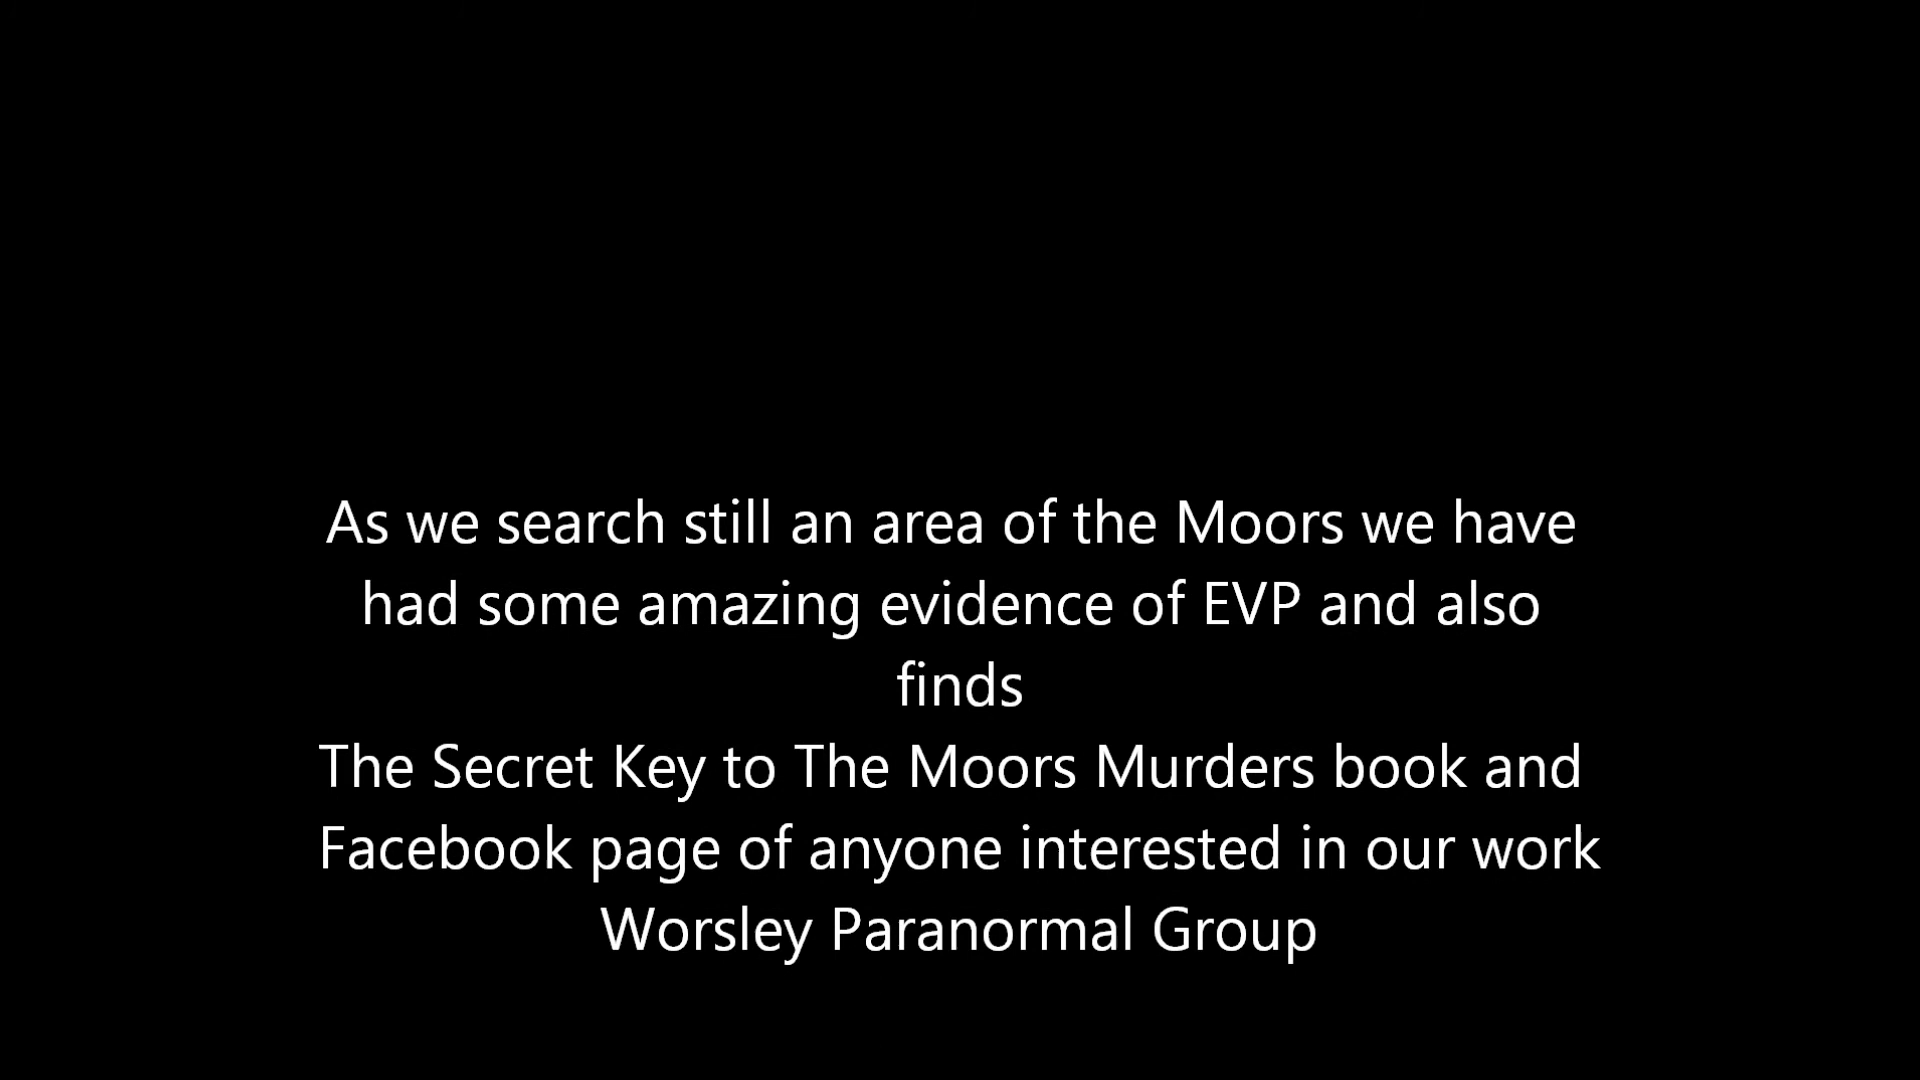 As we search still an area of the Moors we have
had some amazing evidence of EVP and also
finds
The Secret Key to The Moors Murders book and
Facebook page of anyone interested in our work
Worsley Paranormal Group